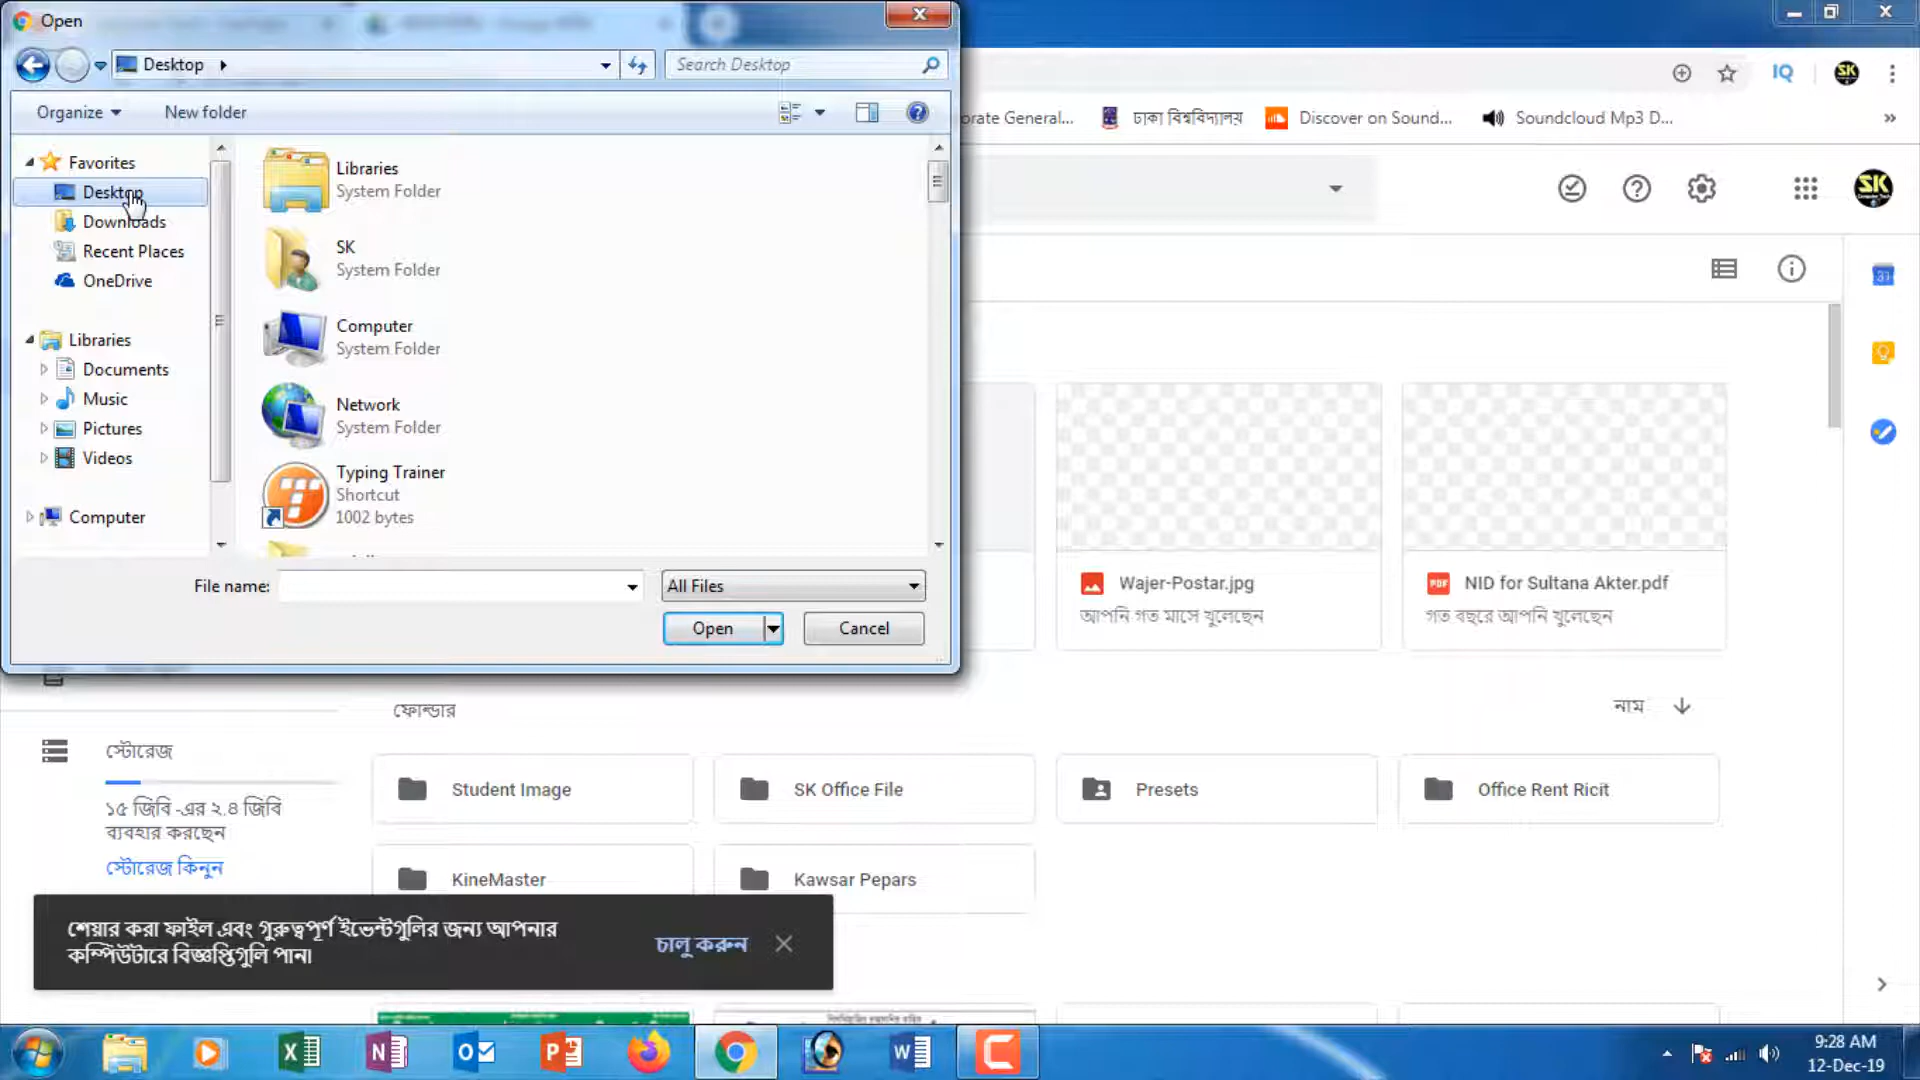 Open
Desktop
Search Desktop
Organize
New folder
Favorites
Desktop
Downloads
Recent Places
OneDrive
Libraries
Documents
Music
Pictures
Videos
Computer
Libraries
System Folder
SK
System Folder
Computer
System Folder
Network
System Folder
Typing Trainer
Shortcut
1002 bytes
File name:
All Files
Open
Cancel
IQ
SK
orate General...
ঢাকা বিশ্ববিদ্যালয়
Discover on Sound...
Soundcloud Mp3 D...
»
SK
31
Wajer-Postar.jpg
আপনি গত মাসে খুলেছেন
PDF
NID for Sultana Akter.pdf
গত বছরে আপনি খুলেছেন
ফোল্ডার
নাম
স্টোরেজ
১৫ জিবি -এর ২.৪ জিবি
ব্যবহার করছেন
স্টোরেজ কিনুন
Student Image
SK Office File
Presets
Office Rent Ricit
KineMaster
Kawsar Pepars
শেয়ার করা ফাইল এবং গুরুত্বপূর্ণ ইভেন্টগুলির জন্য আপনার
কম্পিউটারে বিজ্ঞপ্তিগুলি পান।
চালু করুন
9:28 AM
12-Dec-19